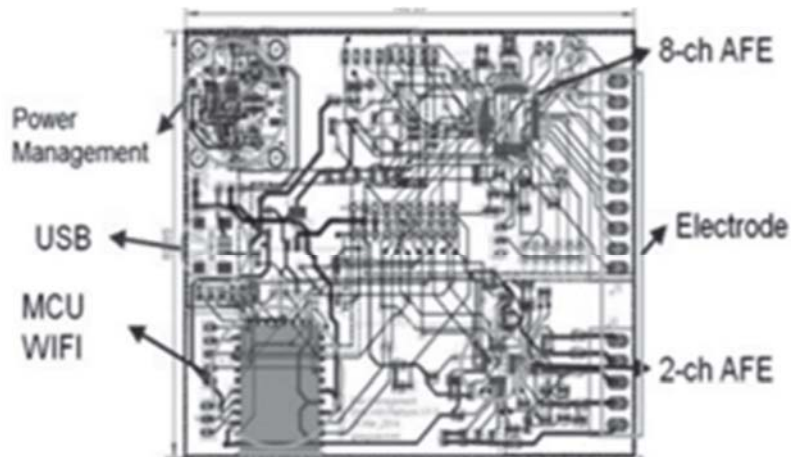 8-ch AFE
Power
Management
USB
Electrode
MCU
WIFI
2-ch AFE